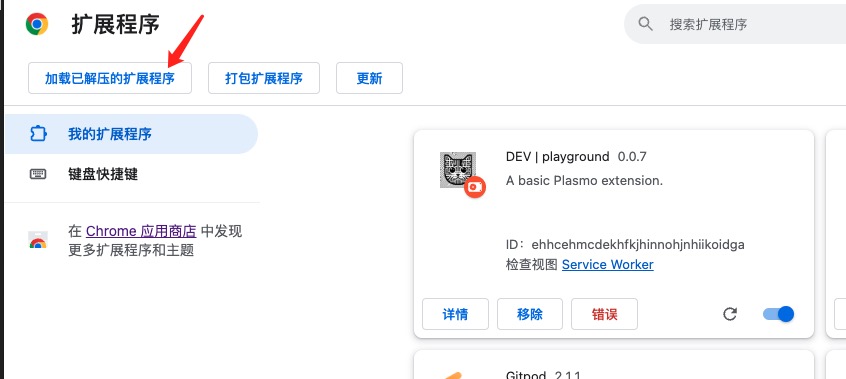 扩展程序
搜索扩展程序
加载已解压的扩展程序
打包扩展程序
更新
我的扩展程序
键盘快捷键
在 Chrome 应用商店 中发现
更多扩展程序和主题
DEV | playground 0.0.7
A basic Plasmo extension.
ID: ehhcehmcdekhfkjhinnohjnhiikoidga
检查视图 Service Worker
详情
移除
错误
Gitpod 2.1.1